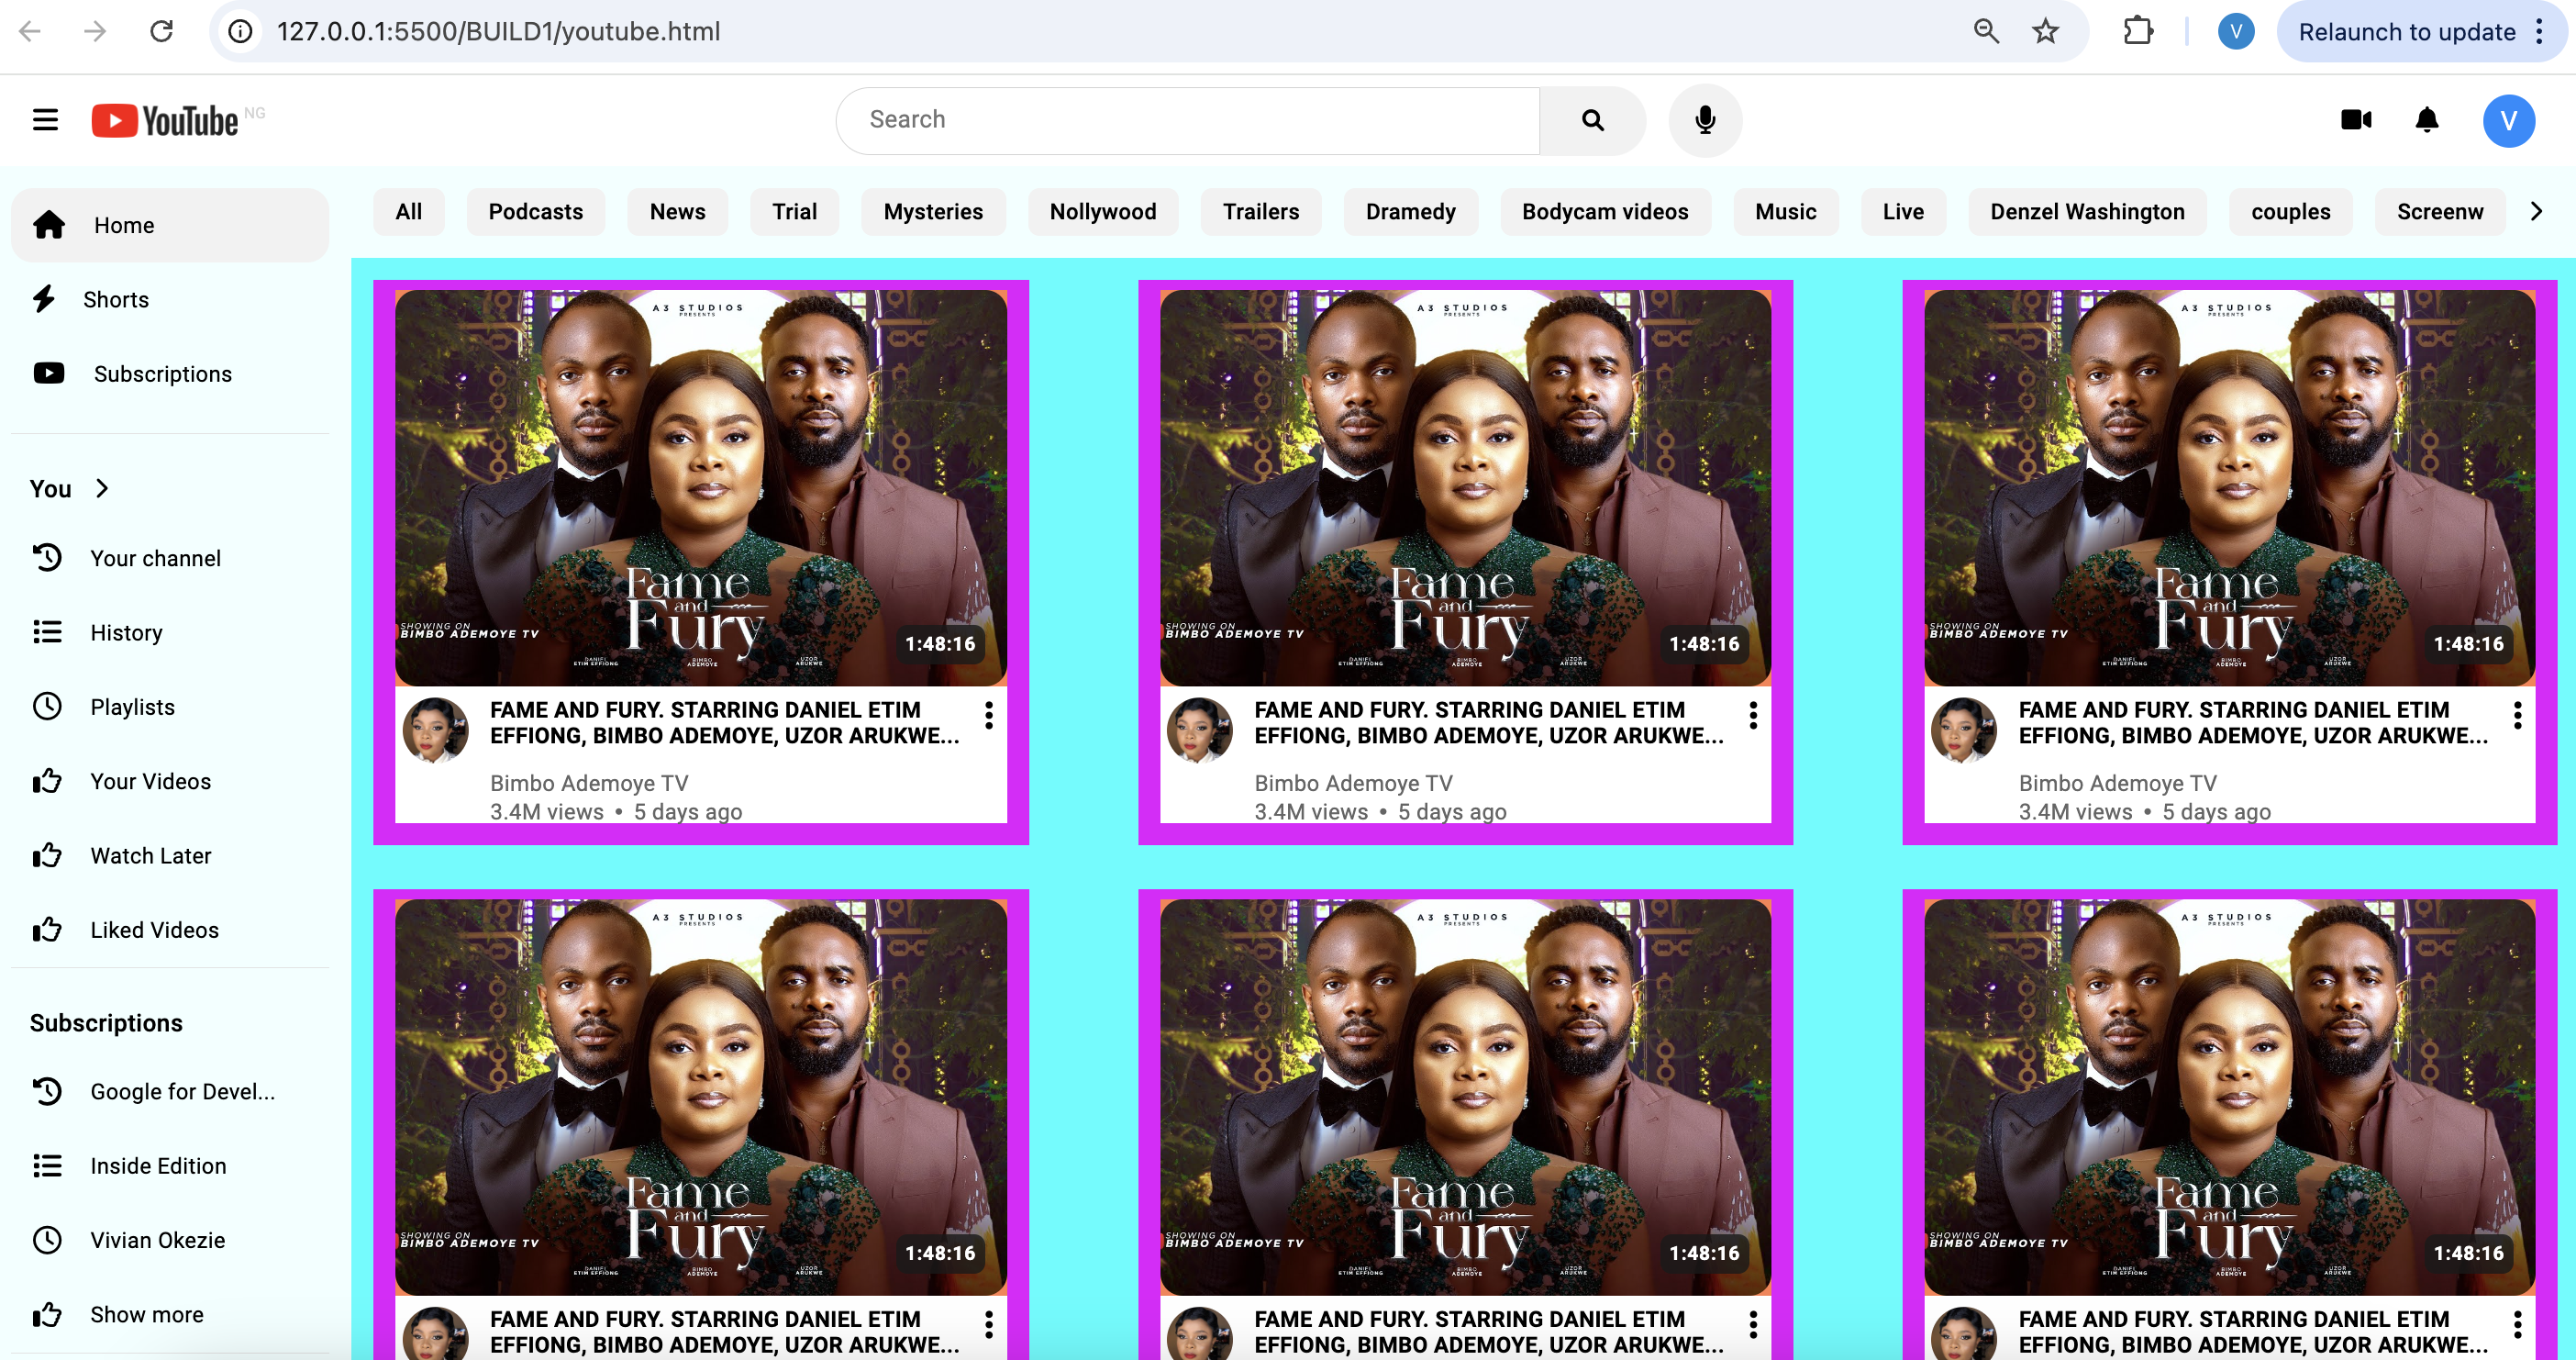 127.0.0.1:5500/BUILD1/youtube.html
V
Relaunch to update
YouTube NG
Search
V
Home
Shorts
Subscriptions
You
Your channel
History
Playlists
Your Videos
Watch Later
Liked Videos
Subscriptions
Google for Devel...
Inside Edition
Vivian Okezie
Show more
All
Podcasts
News
Trial
Mysteries
Nollywood
Trailers
Dramedy
Bodycam videos
Music
Live
Denzel Washington
couples
Screenw
A3 STUDIOS
PRESENTS
Fame
and
Fury
SHOWING ON
BIMBO ADEMOYE TV
DANIEL
ETIM EFFIONG
BIMBO
ADEMOYE
UZOR
ARUKWE
1:48:16
FAME AND FURY. STARRING DANIEL ETIM
EFFIONG, BIMBO ADEMOYE, UZOR ARUKWE...
Bimbo Ademoye TV
3.4M views • 5 days ago
A3 STUDIOS
PRESENTS
Fame
and
Fury
SHOWING ON
BIMBO ADEMOYE TV
DANIEL
ETIM EFFIONG
BIMBO
ADEMOYE
UZOR
ARUKWE
1:48:16
FAME AND FURY. STARRING DANIEL ETIM
EFFIONG, BIMBO ADEMOYE, UZOR ARUKWE...
Bimbo Ademoye TV
3.4M views • 5 days ago
A3 STUDIOS
PRESENTS
Fame
and
Fury
SHOWING ON
BIMBO ADEMOYE TV
DANIEL
ETIM EFFIONG
BIMBO
ADEMOYE
UZOR
ARUKWE
1:48:16
FAME AND FURY. STARRING DANIEL ETIM
EFFIONG, BIMBO ADEMOYE, UZOR ARUKWE...
Bimbo Ademoye TV
3.4M views • 5 days ago
A3 STUDIOS
PRESENTS
Fame
and
Fury
SHOWING ON
BIMBO ADEMOYE TV
DANIEL
ETIM EFFIONG
BIMBO
ADEMOYE
UZOR
ARUKWE
1:48:16
FAME AND FURY. STARRING DANIEL ETIM
EFFIONG, BIMBO ADEMOYE, UZOR ARUKWE...
A3 STUDIOS
PRESENTS
Fame
and
Fury
SHOWING ON
BIMBO ADEMOYE TV
DANIEL
ETIM EFFIONG
BIMBO
ADEMOYE
UZOR
ARUKWE
1:48:16
FAME AND FURY. STARRING DANIEL ETIM
EFFIONG, BIMBO ADEMOYE, UZOR ARUKWE...
A3 STUDIOS
PRESENTS
Fame
and
Fury
SHOWING ON
BIMBO ADEMOYE TV
DANIEL
ETIM EFFIONG
BIMBO
ADEMOYE
UZOR
ARUKWE
1:48:16
FAME AND FURY. STARRING DANIEL ETIM
EFFIONG, BIMBO ADEMOYE, UZOR ARUKWE...